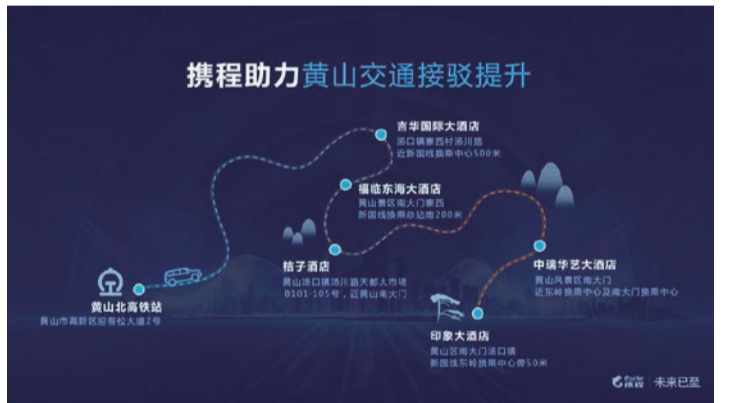 携程助力黄山交通接驳提升
吉华国际大酒店
汤口镇寨西村汤川路
近新国线换乘中心500米
福临东海大酒店
黄山景区南大门寨西
新国线换乘总站南200米
桔子酒店
黄山汤口镇汤川路天都大市场
B101-105号，近黄山南大门
中瑞华艺大酒店
黄山风景区南大门
近东岭换乘中心及南大门换乘中心
黄山北高铁站
黄山市高新区迎客松大道2号
印象大酒店
黄山区南大门汤口镇
新国线东岭换乘中心旁50米
携程
未来已至